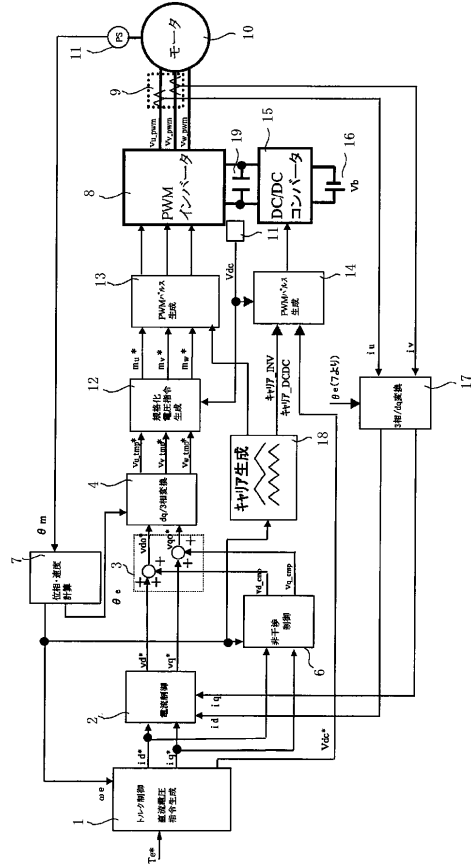 Te*
1
トルク制御
直流電圧
指令生成
ωe
id*
iq*
2
電流制御
id
iq
vd*
vq*
3
vdo*
vqo*
6
非干渉
制御
vd_cmp
vq_cmp
7
位相・速度
計算
θm
θe
4
dq/3相変換
vu_tmp*
vv_tmp*
vw_tmp*
12
規格化
電圧指令
生成
mu*
mv*
mw*
13
PWMパルス
生成
8
PWM
インバータ
vu_pwm
vv_pwm
vw_pwm
9
11
PS
モータ
10
Vdc
11
19
15
DC/DC
コンバータ
16
Vb
14
PWMパルス
生成
キャリア_INV
キャリア_DCDC
18
キャリア生成
θe(7より)
17
3相/dq変換
iu
iv
Vdc*